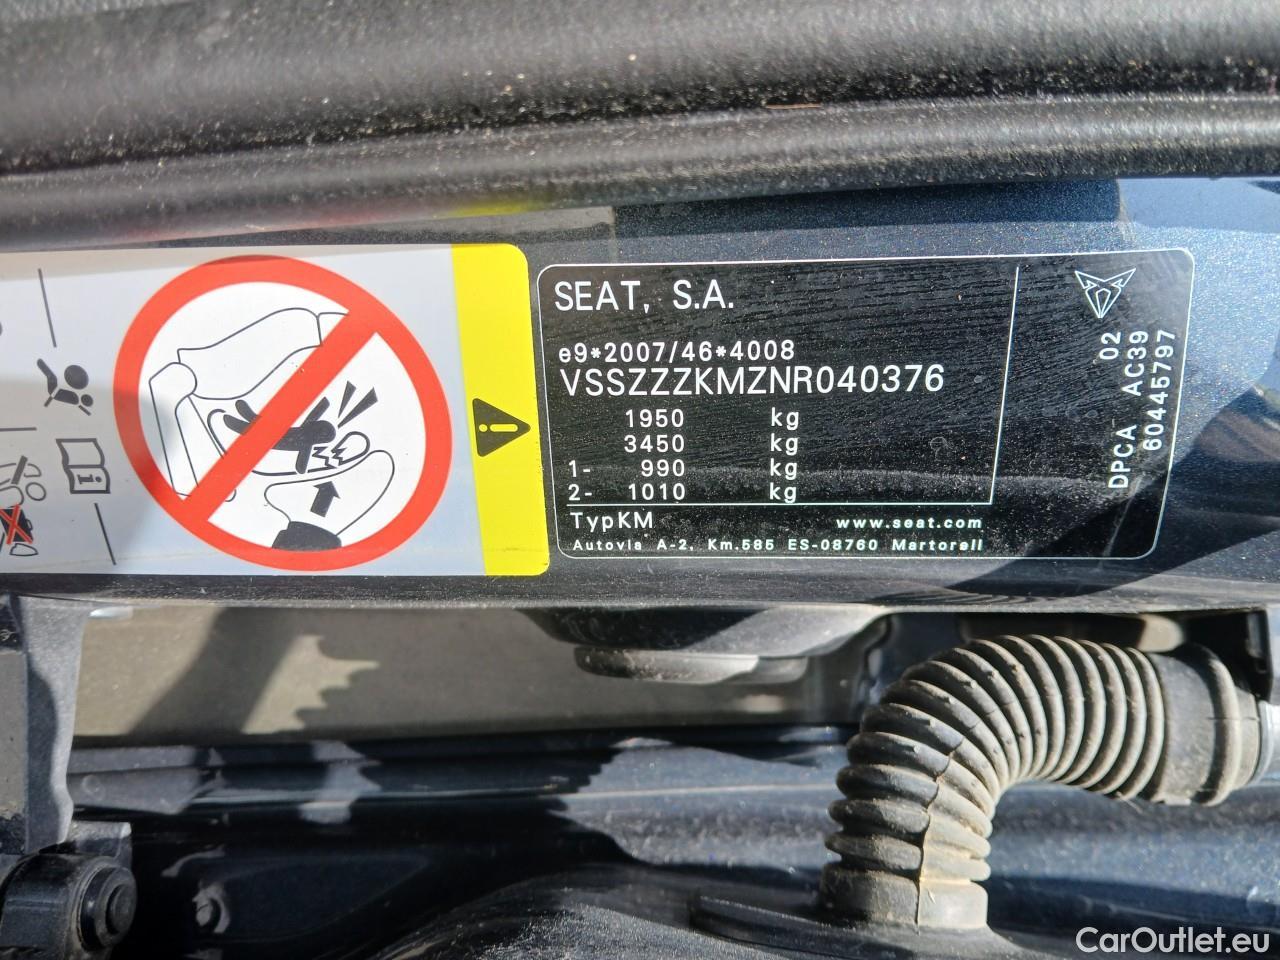 SEAT, S.A.
e9*2007/46*4008
VSSZZZKMZNR040376
1950 kg
3450 kg
1- 990 kg
2- 1010 kg
TypKM www.seat.com
Autovia A-2, Km.585 ES-08760 Martorell
DPCA AC39 02
60445797
CarOutlet.eu